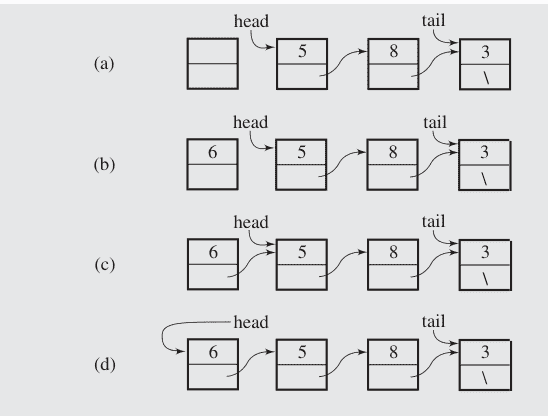 head tail
(a) 5 8 3
\
head tail
(b) 6 5 8 3
\
head tail
(c) 6 5 8 3
\
head tail
(d) 6 5 8 3
\